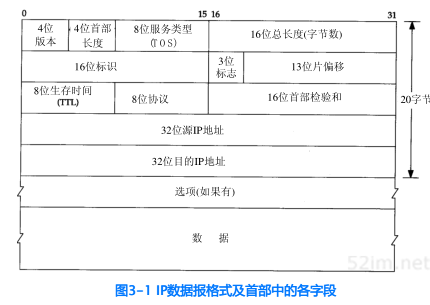 0 15 16 31
4位版本 4位首部长度 8位服务类型(TOS) 16位总长度(字节数)
16位标识 3位标志 13位片偏移
8位生存时间(TTL) 8位协议 16位首部检验和
20字节
32位源IP地址
32位目的IP地址
选项(如果有)
数 据
52im.net
图3-1 IP数据报格式及首部中的各字段